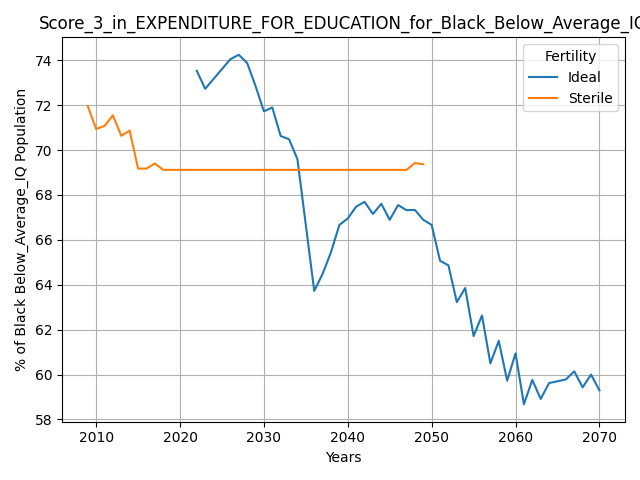 Score_3_in_EXPENDITURE_FOR_EDUCATION_for_Black_Below_Average_IQ
Fertility
Ideal
Sterile
74
72
70
68
66
64
62
60
58
% of Black Below_Average_IQ Population
2010 2020 2030 2040 2050 2060 2070
Years